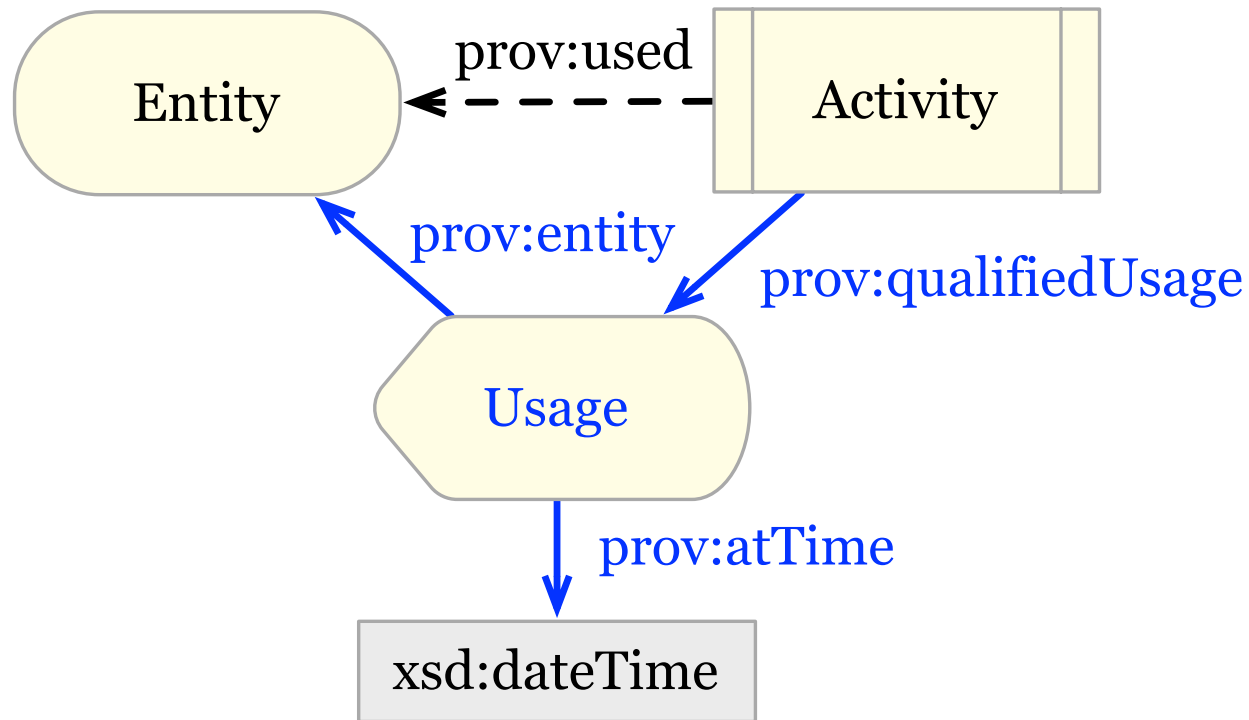 prov:used
Entity
Activity
prov:entity
prov:qualifiedUsage
Usage
prov:atTime
xsd:dateTime